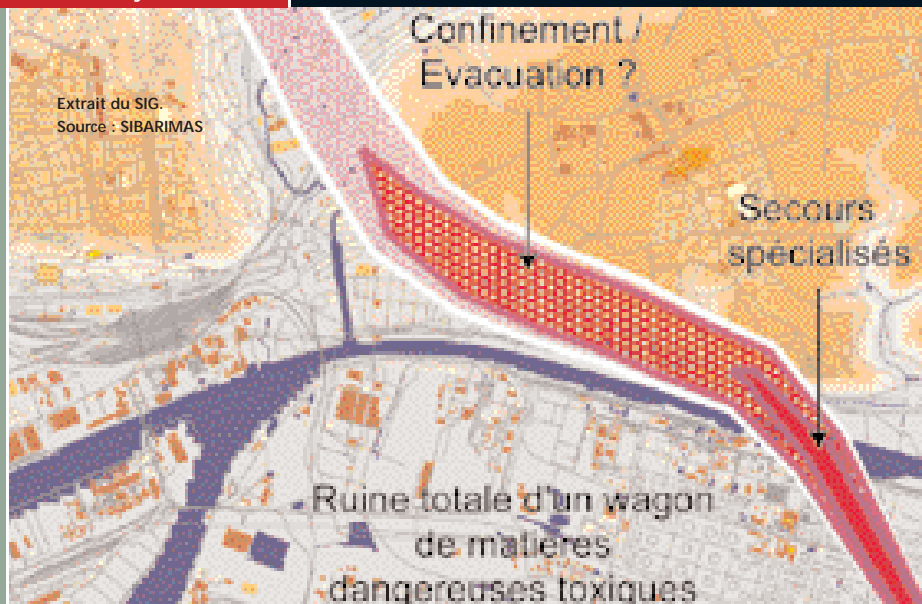 Confinement /
Evacuation ?
Extrait du SIG.
Source : SIBARIMAS
Secours
spécialisés
Ruine totale d'un wagon
de matières
dangereuses toxiques